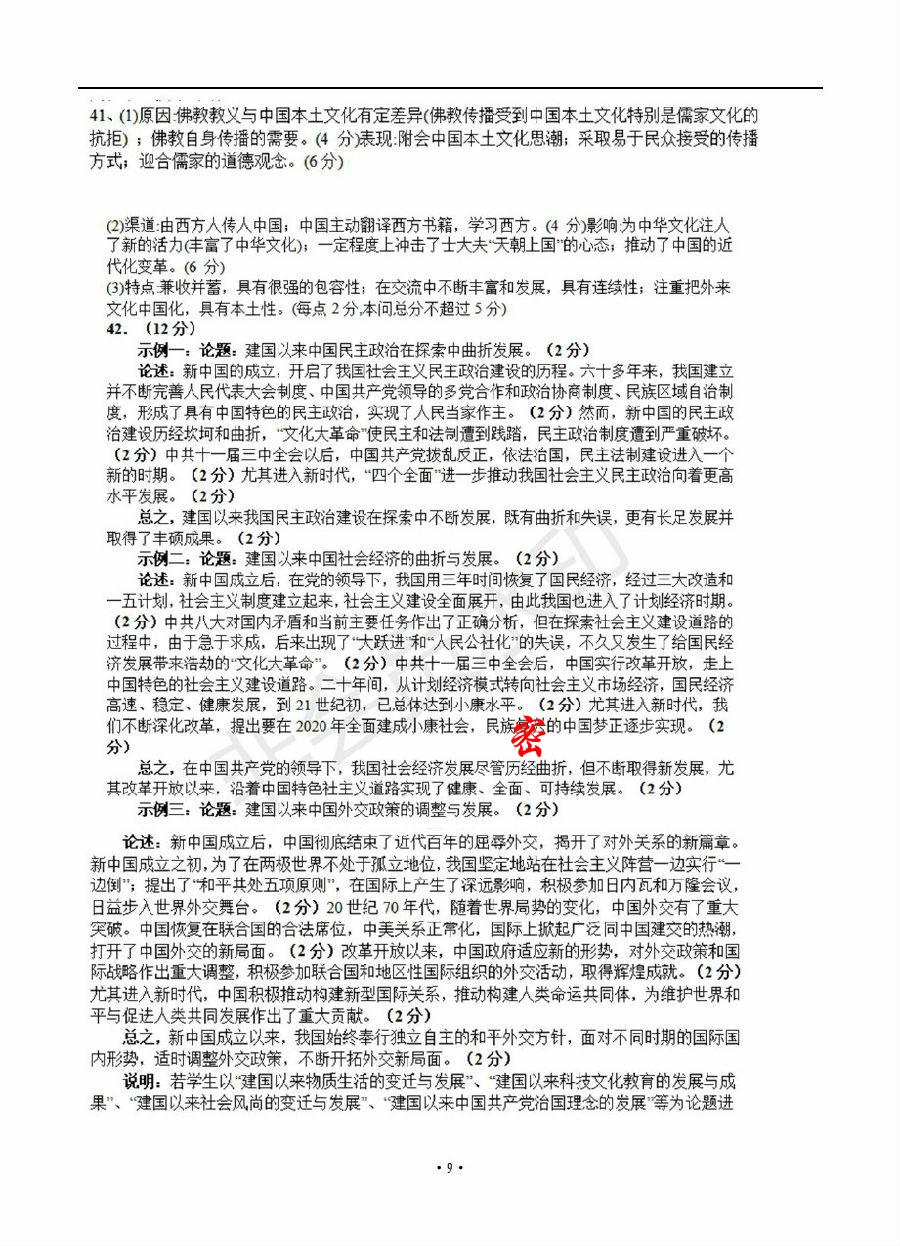 41、(1)原因:佛教教义与中国本土文化有定差异(佛教传播受到中国本土文化特别是儒家文化的
抗拒)；佛教自身传播的需要。(4 分)表现:附会中国本土文化思潮；采取易于民众接受的传播
方式；迎合儒家的道德观念。(6分)
(2)渠道:由西方人传人中国；中国主动翻译西方书籍，学习西方。(4 分)影响:为中华文化注人
了新的活力(丰富了中华文化)；一定程度上冲击了士大夫“天朝上国”的心态；推动了中国的近
代化变革。(6 分)
(3)特点:兼收并蓄，具有很强的包容性；在交流中不断丰富和发展，具有连续性；注重把外来
文化中国化，具有本土性。(每点 2分,本问总分不超过 5分)
42．（12分）
示例一：论题：建国以来中国民主政治在探索中曲折发展。（2分）
论述：新中国的成立，开启了我国社会主义民主政治建设的历程。六十多年来，我国建立
并不断完善人民代表大会制度、中国共产党领导的多党合作和政治协商制度、民族区域自治制
度，形成了具有中国特色的民主政治，实现了人民当家作主。（2分）然而，新中国的民主政
治建设历经坎坷和曲折，“文化大革命”使民主和法制遭到践踏，民主政治制度遭到严重破坏。
（2分）中共十一届三中全会以后，中国共产党拨乱反正，依法治国，民主法制建设进入一个
新的时期。（2分）尤其进入新时代，“四个全面”进一步推动我国社会主义民主政治向着更高
水平发展。（2分）
总之，建国以来我国民主政治建设在探索中不断发展，既有曲折和失误，更有长足发展并
取得了丰硕成果。（2分）
示例二：论题：建国以来中国社会经济的曲折与发展。（2分）
论述：新中国成立后，在党的领导下，我国用三年时间恢复了国民经济，经过三大改造和
一五计划，社会主义制度建立起来，社会主义建设全面展开，由此我国也进入了计划经济时期。
（2分）中共八大对国内矛盾和当前主要任务作出了正确分析，但在探索社会主义建设道路的
过程中，由于急于求成，后来出现了“大跃进”和“人民公社化”的失误，不久又发生了给国民经
济发展带来浩劫的“文化大革命”。（2分）中共十一届三中全会后，中国实行改革开放，走上
中国特色的社会主义建设道路。二十年间，从计划经济模式转向社会主义市场经济，国民经济
高速、稳定、健康发展，到 21世纪初，已总体达到小康水平。（2分）尤其进入新时代，我
们不断深化改革，提出要在 2020年全面建成小康社会，民族 密 的中国梦正逐步实现。（2
分）
总之，在中国共产党的领导下，我国社会经济发展尽管历经曲折，但不断取得新发展，尤
其改革开放以来，沿着中国特色社主义道路实现了健康、全面、可持续发展。（2分）
示例三：论题：建国以来中国外交政策的调整与发展。（2分）
论述：新中国成立后，中国彻底结束了近代百年的屈辱外交，揭开了对外关系的新篇章。
新中国成立之初,为了在两极世界不处于孤立地位,我国坚定地站在社会主义阵营一边实行“一
边倒”；提出了“和平共处五项原则”，在国际上产生了深远影响，积极参加日内瓦和万隆会议，
日益步入世界外交舞台。（2分）20世纪70年代，随着世界局势的变化，中国外交有了重大
突破。中国恢复在联合国的合法席位，中美关系正常化，国际上掀起广泛同中国建交的热潮，
打开了中国外交的新局面。（2分）改革开放以来，中国政府适应新的形势，对外交政策和国
际战略作出重大调整，积极参加联合国和地区性国际组织的外交活动，取得辉煌成就。（2分）
尤其进入新时代，中国积极推动构建新型国际关系，推动构建人类命运共同体，为维护世界和
平与促进人类共同发展作出了重大贡献。（2分）
总之，新中国成立以来，我国始终奉行独立自主的和平外交方针，面对不同时期的国际国
内形势，适时调整外交政策，不断开拓外交新局面。（2分）
说明：若学生以“建国以来物质生活的变迁与发展”、“建国以来科技文化教育的发展与成
果”、“建国以来社会风尚的变迁与发展”、“建国以来中国共产党治国理念的发展”等为论题进
·9·